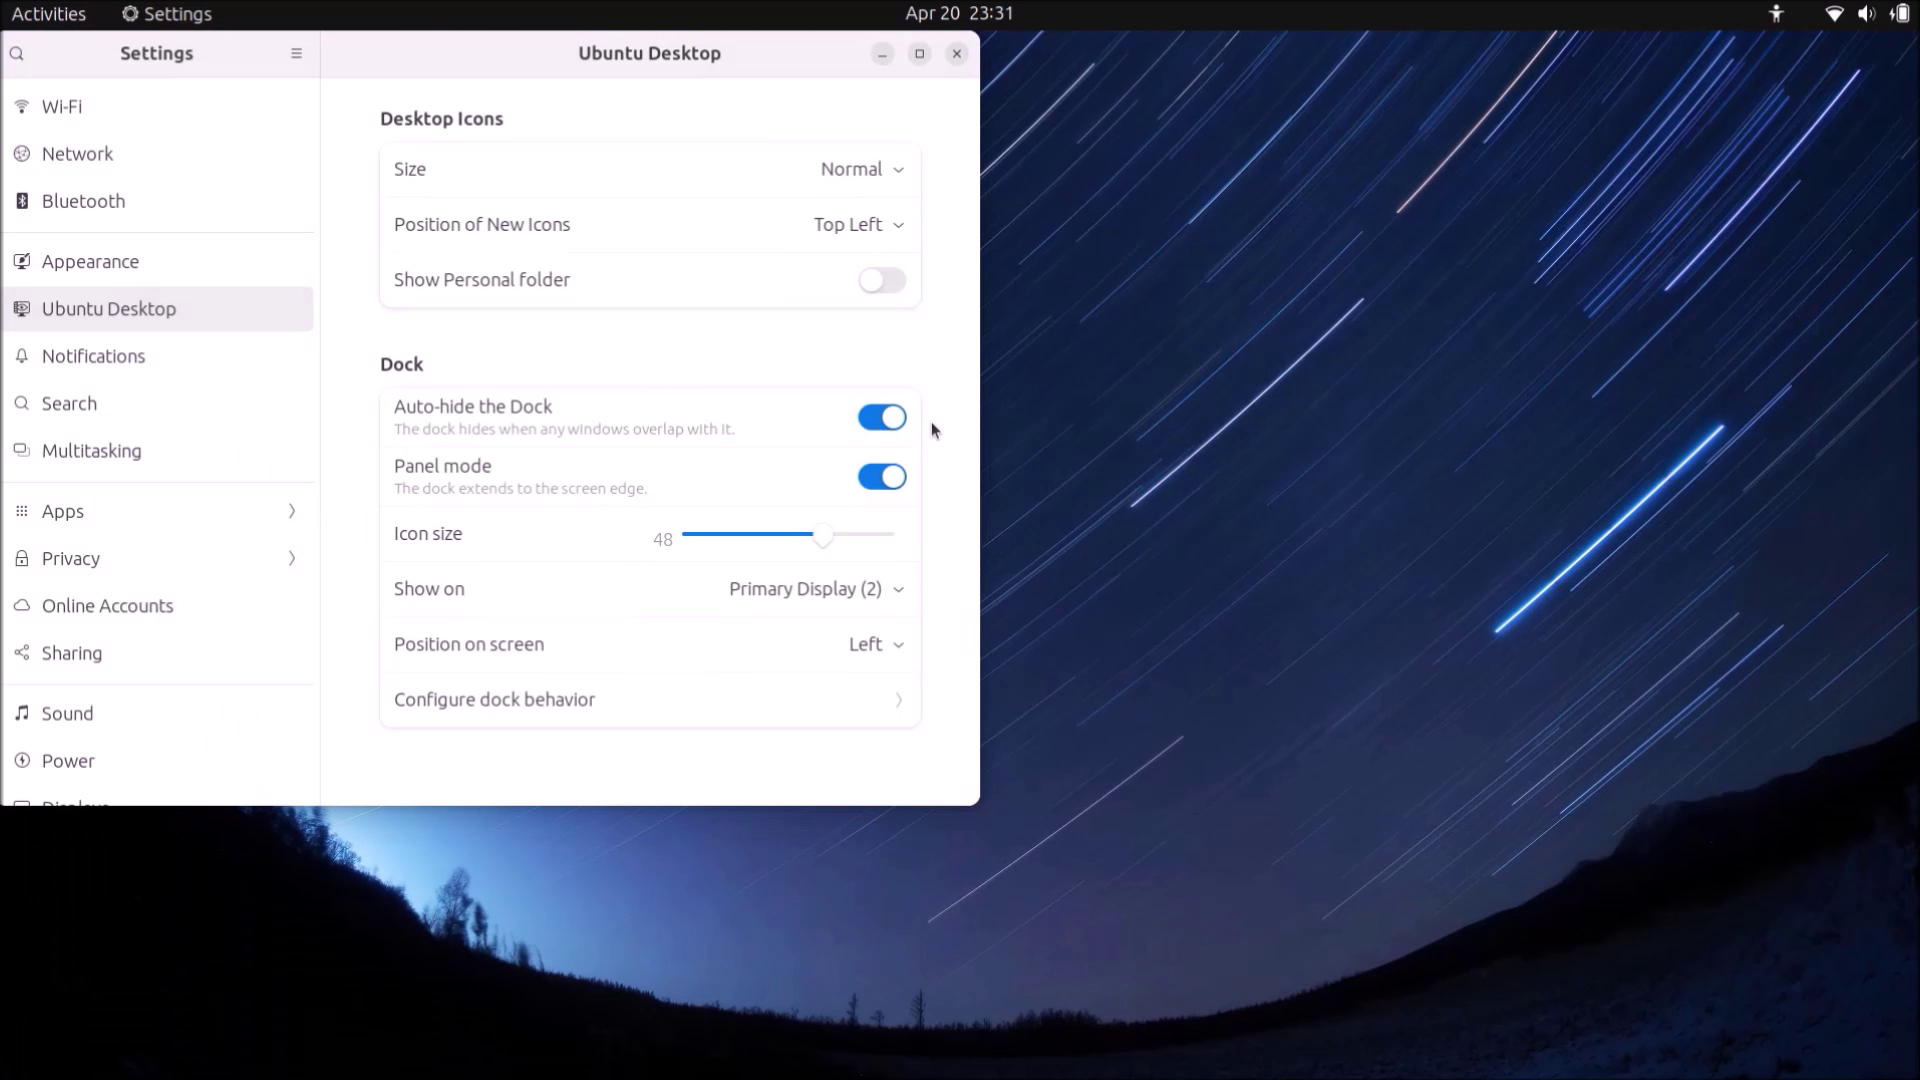 Activities Settings Apr 20 23:31
Settings Ubuntu Desktop
Wi-Fi
Network
Bluetooth
Appearance
Ubuntu Desktop
Notifications
Search
Multitasking
Apps
Privacy
Online Accounts
Sharing
Sound
Power
Displays
Desktop Icons
Size Normal
Position of New Icons Top Left
Show Personal folder
Dock
Auto-hide the Dock
The dock hides when any windows overlap with it.
Panel mode
The dock extends to the screen edge.
Icon size 48
Show on Primary Display (2)
Position on screen Left
Configure dock behavior